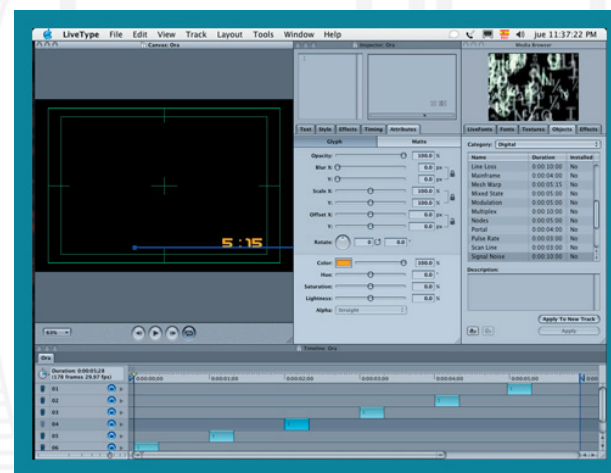 LiveType File Edit View Track Layout Tools Window Help jue 11:37:22 PM
Canvas: Ora
Inspector: Ora
Media Browser
Text Style Effects Timing Attributes
Glyph Matte
Opacity: 100.0 %
Blur X: 0.0 px
Y: 0.0 px
Scale X: 100.0 %
Y: 100.0 %
Offset X: 0.0 px
Y: 0.0 px
Rotate: 0 0.0 °
Color: 100.0 %
Hue: 0.0 °
Saturation: 0.0 %
Lightness: 0.0 %
Alpha: Straight
5:15
63%
LiveFonts Fonts Textures Objects Effects
Category: Digital
Name Duration Installed
Line Loss 0:00:10:00 No
Mainframe 0:00:04:00 No
Mesh Warp 0:00:05:15 No
Mixed State 0:00:05:00 No
Modulation 0:00:05:00 No
Multiplex 0:00:10:00 No
Nodes 0:00:05:00 No
Portal 0:00:04:00 No
Pulse Rate 0:00:03:00 No
Scan Line 0:00:03:00 No
Signal Noise 0:00:10:00 No
Description:
Apply To New Track
Apply
Timeline: Ora
Ora
Duration: 0:00:05;28
(178 frames 29.97 fps)
0:00:00;00 0:00:01;00 0:00:02;00 0:00:03;00 0:00:04;00 0:00:05;00
01
02
03
04
05
06